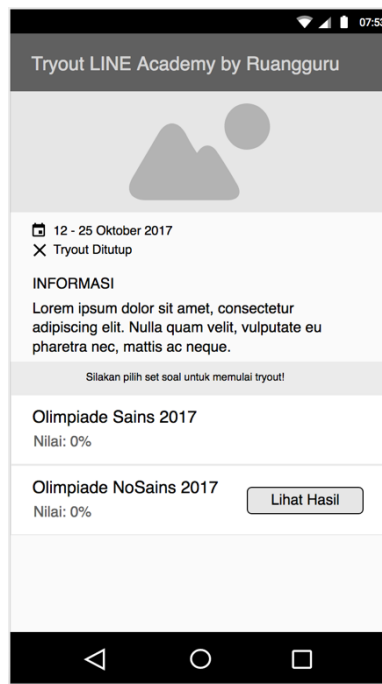 07:53
Tryout LINE Academy by Ruangguru
12 - 25 Oktober 2017
Tryout Ditutup
INFORMASI
Lorem ipsum dolor sit amet, consectetur
adipiscing elit. Nulla quam velit, vulputate eu
pharetra nec, mattis ac neque.
Silakan pilih set soal untuk memulai tryout!
Olimpiade Sains 2017
Nilai: 0%
Olimpiade NoSains 2017
Lihat Hasil
Nilai: 0%